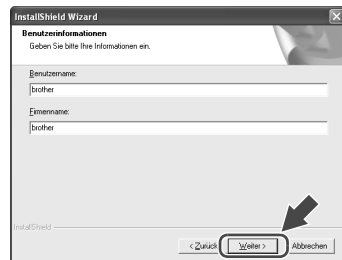 InstallShield Wizard
Benutzerinformationen
Geben Sie bitte Ihre Informationen ein.
Benutzername:
brother
Firmenname:
brother
InstallShield
< Zurück Weiter > Abbrechen